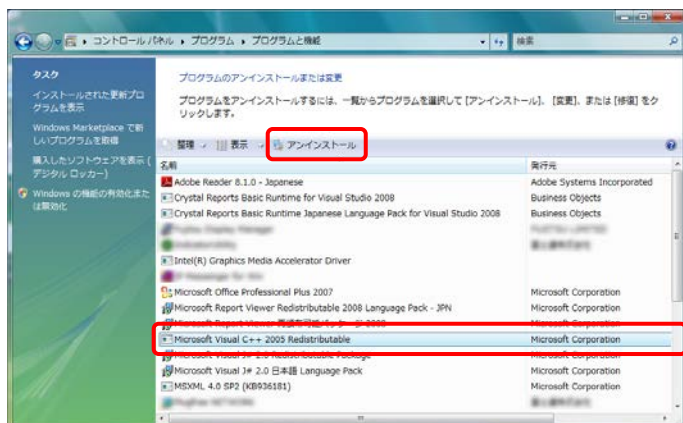 コントロール パネル ▸ プログラム ▸ プログラムと機能
検索
タスク
インストールされた更新プロ
グラムを表示
Windows Marketplace で新
しいプログラムを取得
購入したソフトウェアを表示 (
デジタル ロッカー)
Windows の機能の有効化また
は無効化
プログラムのアンインストールまたは変更
プログラムをアンインストールするには、一覧からプログラムを選択して [アンインストール]、[変更]、または [修復] をク
リックします。
整理 表示 アンインストール
名前 発行元
Adobe Reader 8.1.0 - Japanese Adobe Systems Incorporated
Crystal Reports Basic Runtime for Visual Studio 2008 Business Objects
Crystal Reports Basic Runtime Japanese Language Pack for Visual Studio 2008 Business Objects
Intel(R) Graphics Media Accelerator Driver
Microsoft Office Professional Plus 2007 Microsoft Corporation
Microsoft Report Viewer Redistributable 2008 Language Pack - JPN Microsoft Corporation
Microsoft Report Viewer 2008 Microsoft Corporation
Microsoft Visual C++ 2005 Redistributable Microsoft Corporation
Microsoft Visual J# 2.0 Redistributable Package Microsoft Corporation
Microsoft Visual J# 2.0 日本語 Language Pack Microsoft Corporation
MSXML 4.0 SP2 (KB936181) Microsoft Corporation